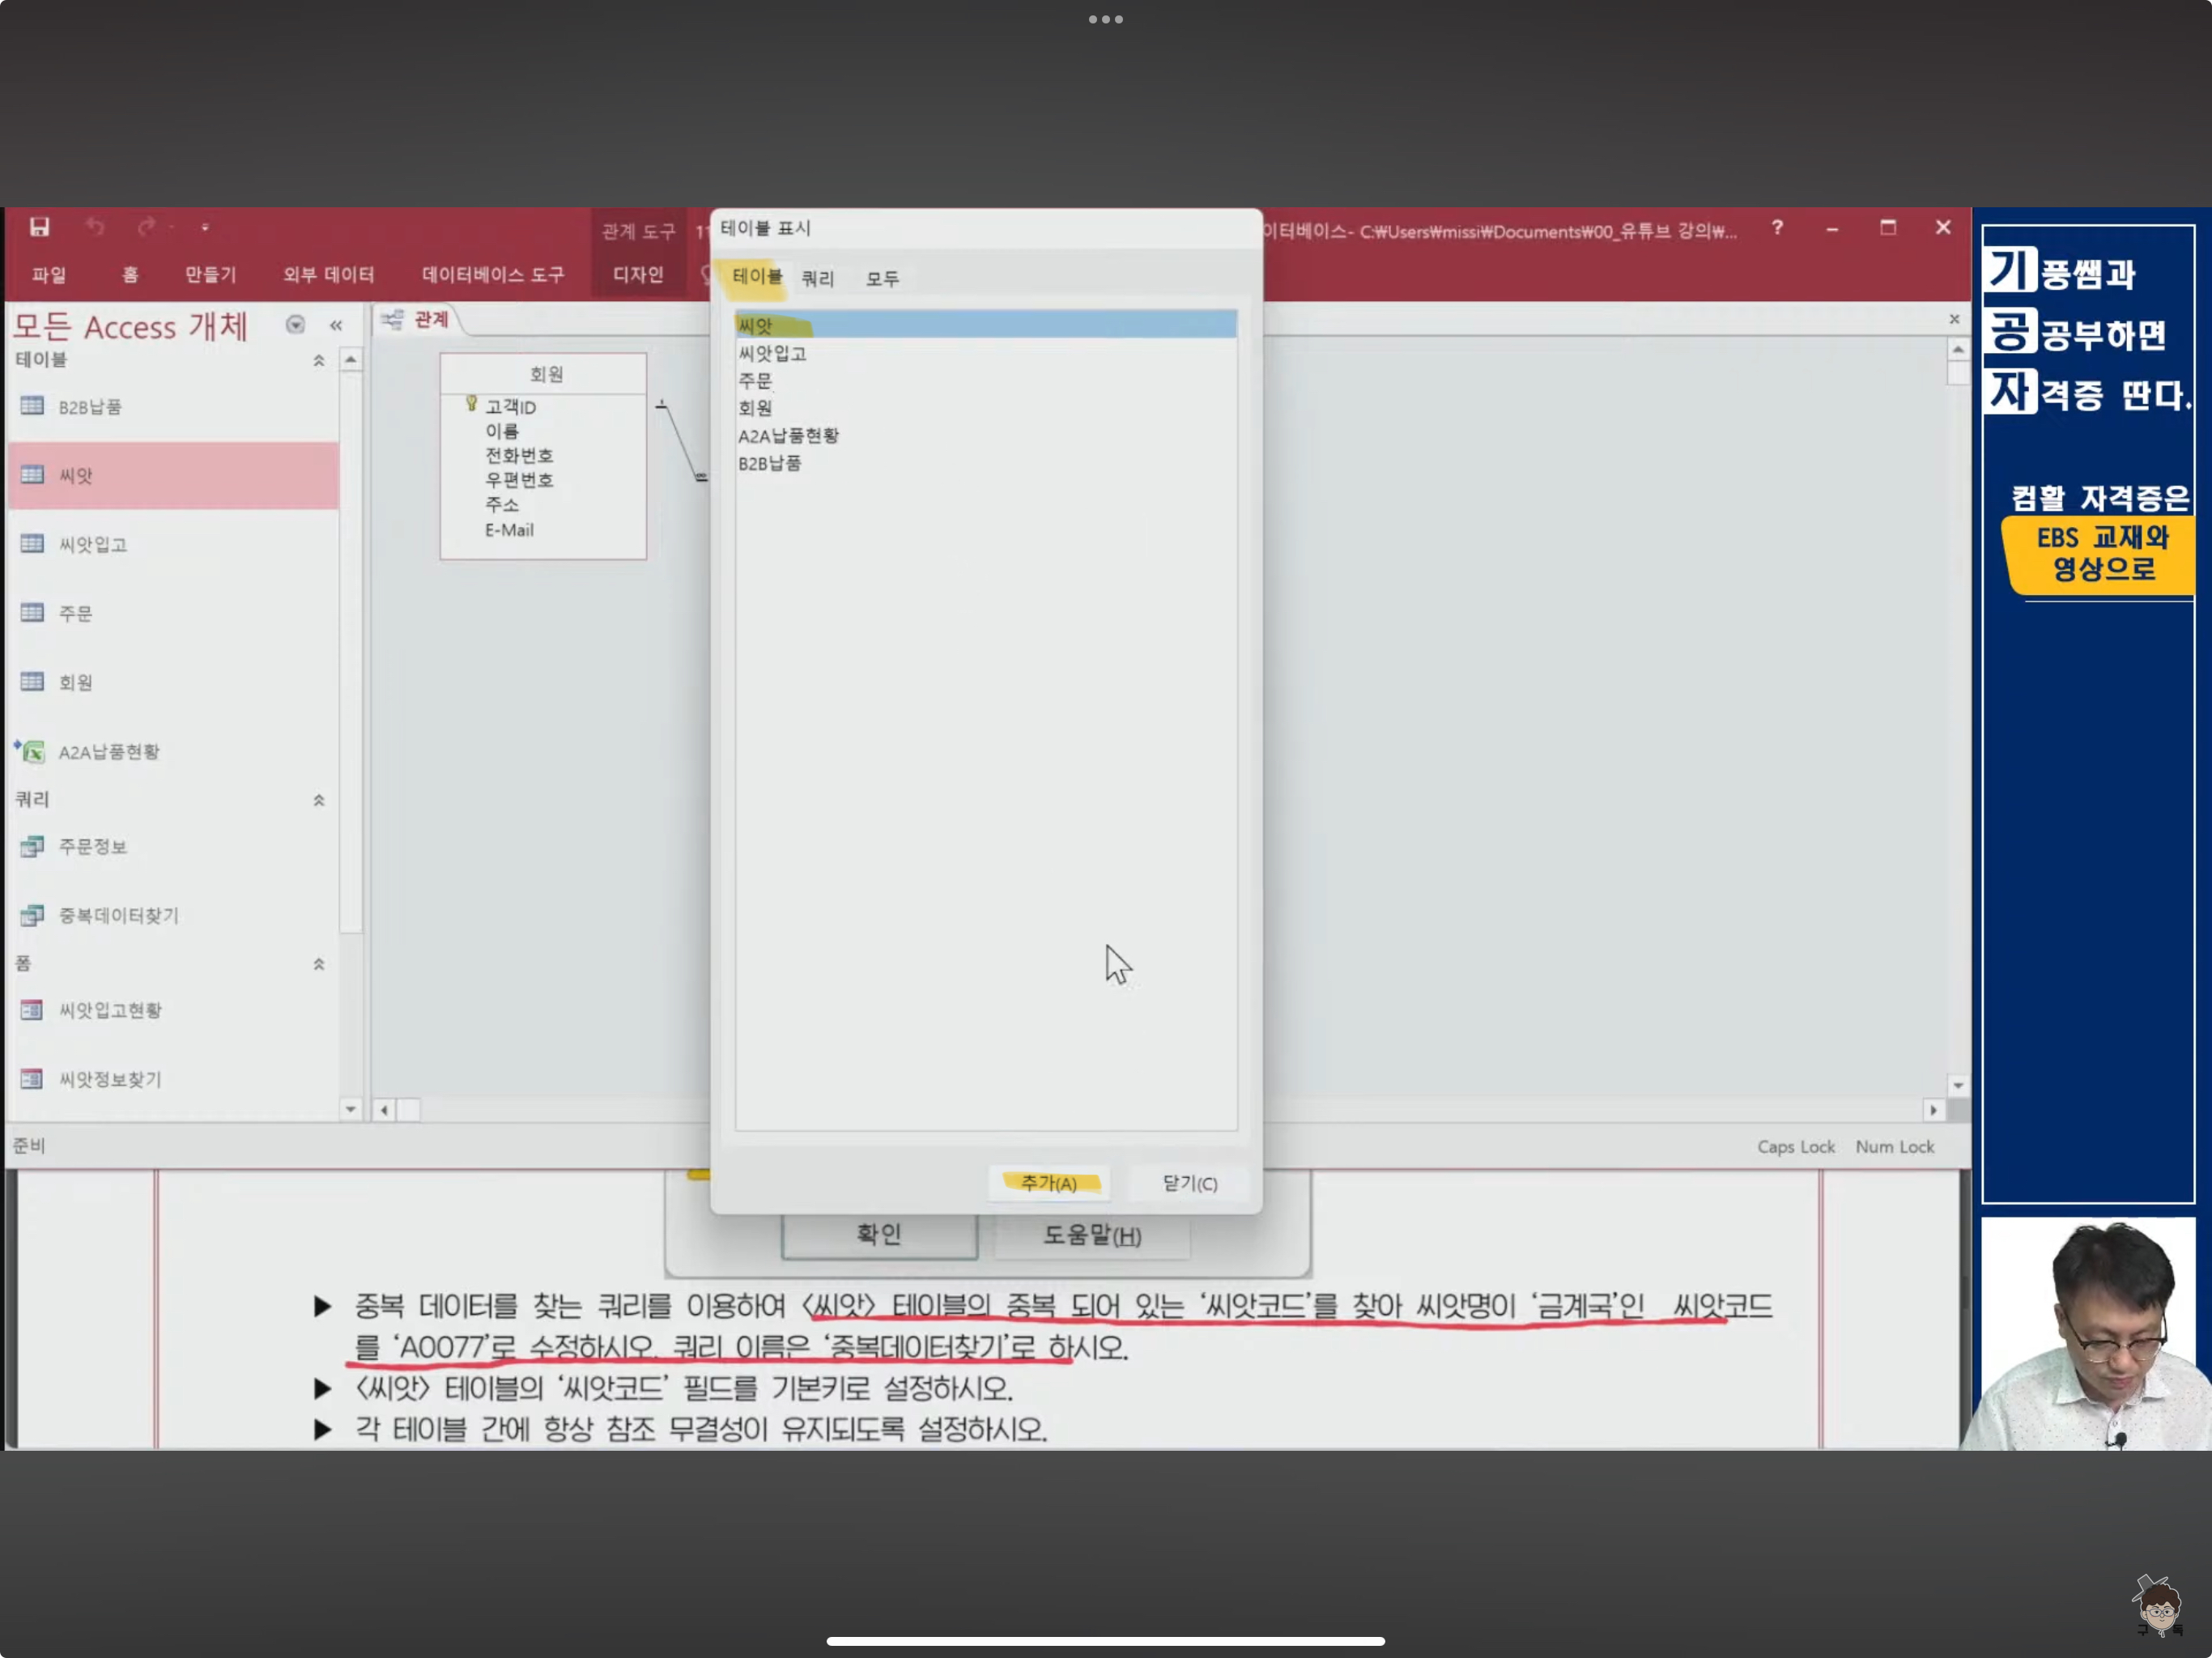 관계 도구
테이블 표시
이터베이스- C:₩Users₩missi₩Documents₩00_유튜브 강의₩...
?
파일 홈 만들기 외부 데이터 데이터베이스 도구 디자인
테이블 쿼리 모두
모든 Access 개체
관계
테이블
B2B납품
씨앗
씨앗입고
주문
회원
A2A납품현황
쿼리
주문정보
중복데이터찾기
폼
씨앗입고현황
씨앗정보찾기
회원
고객ID
이름
전화번호
우편번호
주소
E-Mail
씨앗
씨앗입고
주문
회원
A2A납품현황
B2B납품
추가(A) 닫기(C)
준비
Caps Lock Num Lock
확인 도움말(H)
▶ 중복 데이터를 찾는 쿼리를 이용하여 〈씨앗〉 테이블의 중복 되어 있는 ‘씨앗코드’를 찾아 씨앗명이 ‘금계국’인 씨앗코드
를 ‘A0077’로 수정하시오. 쿼리 이름은 ‘중복데이터찾기’로 하시오.
▶ 〈씨앗〉 테이블의 ‘씨앗코드’ 필드를 기본키로 설정하시오.
▶ 각 테이블 간에 항상 참조 무결성이 유지되도록 설정하시오.
기풍쌤과
공공부하면
자격증 딴다.
컴활 자격증은
EBS 교재와
영상으로
구독